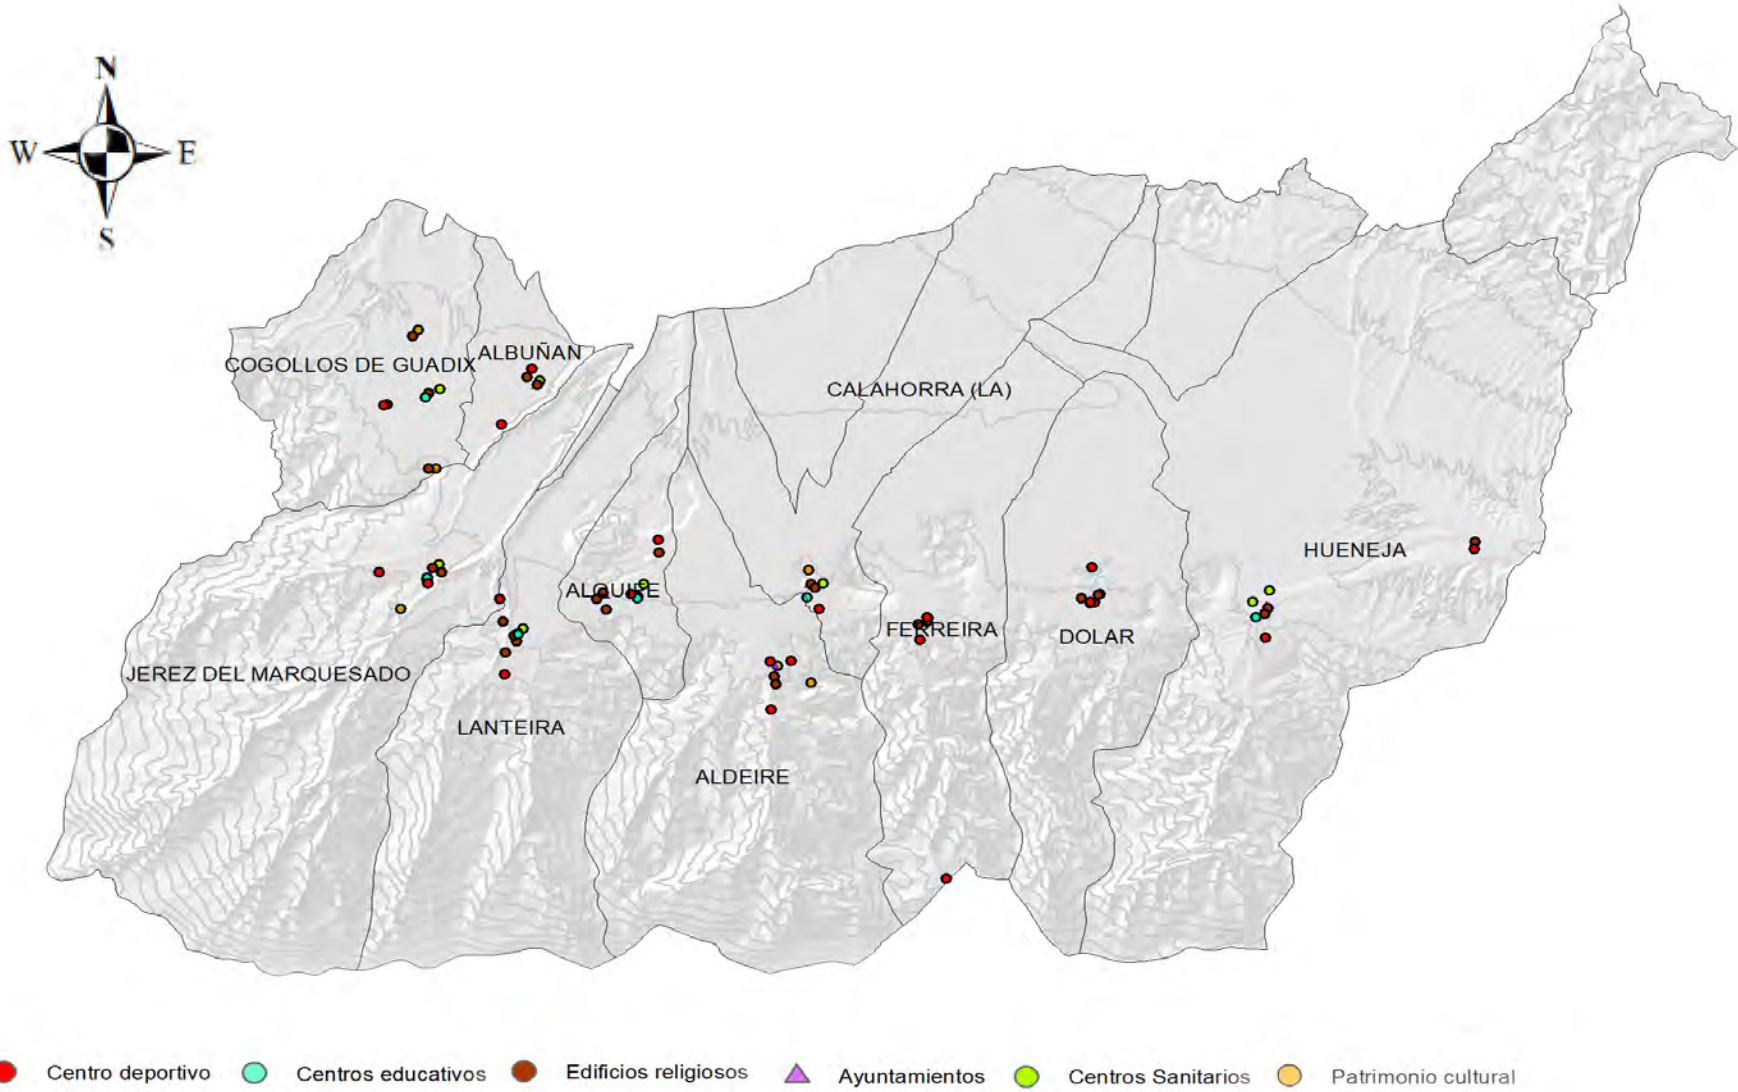 N
W E
S
COGOLLOS DE GUADIX
ALBUÑAN
CALAHORRA (LA)
HUENEJA
ALQUIFE
FERREIRA
DOLAR
JEREZ DEL MARQUESADO
LANTEIRA
ALDEIRE
Centro deportivo
Centros educativos
Edificios religiosos
Ayuntamientos
Centros Sanitarios
Patrimonio cultural